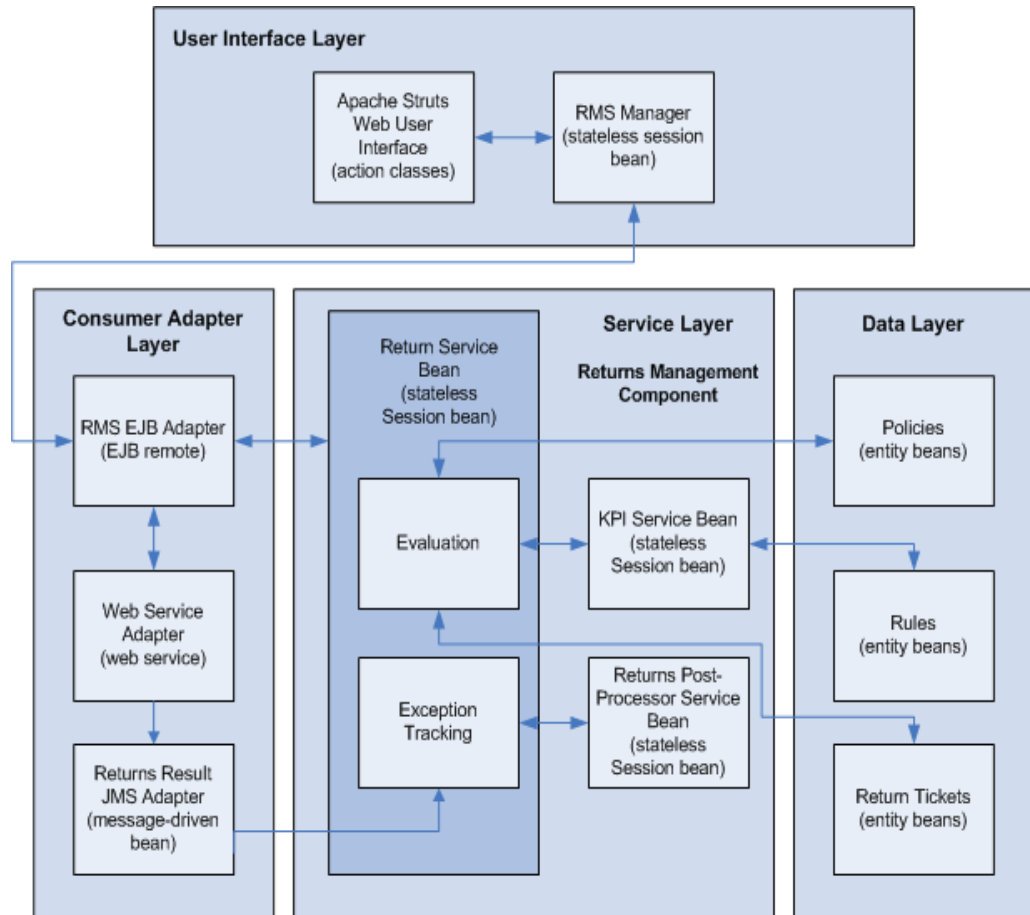 User Interface Layer
Apache Struts
Web User
Interface
(action classes)
RMS Manager
(stateless session
bean)
Consumer Adapter
Layer
RMS EJB Adapter
(EJB remote)
Web Service
Adapter
(web service)
Returns Result
JMS Adapter
(message-driven
bean)
Service Layer
Returns Management
Component
Return Service
Bean
(stateless
Session bean)
Evaluation
KPI Service Bean
(stateless
Session bean)
Exception
Tracking
Returns Post-
Processor Service
Bean
(stateless
Session bean)
Data Layer
Policies
(entity beans)
Rules
(entity beans)
Return Tickets
(entity beans)